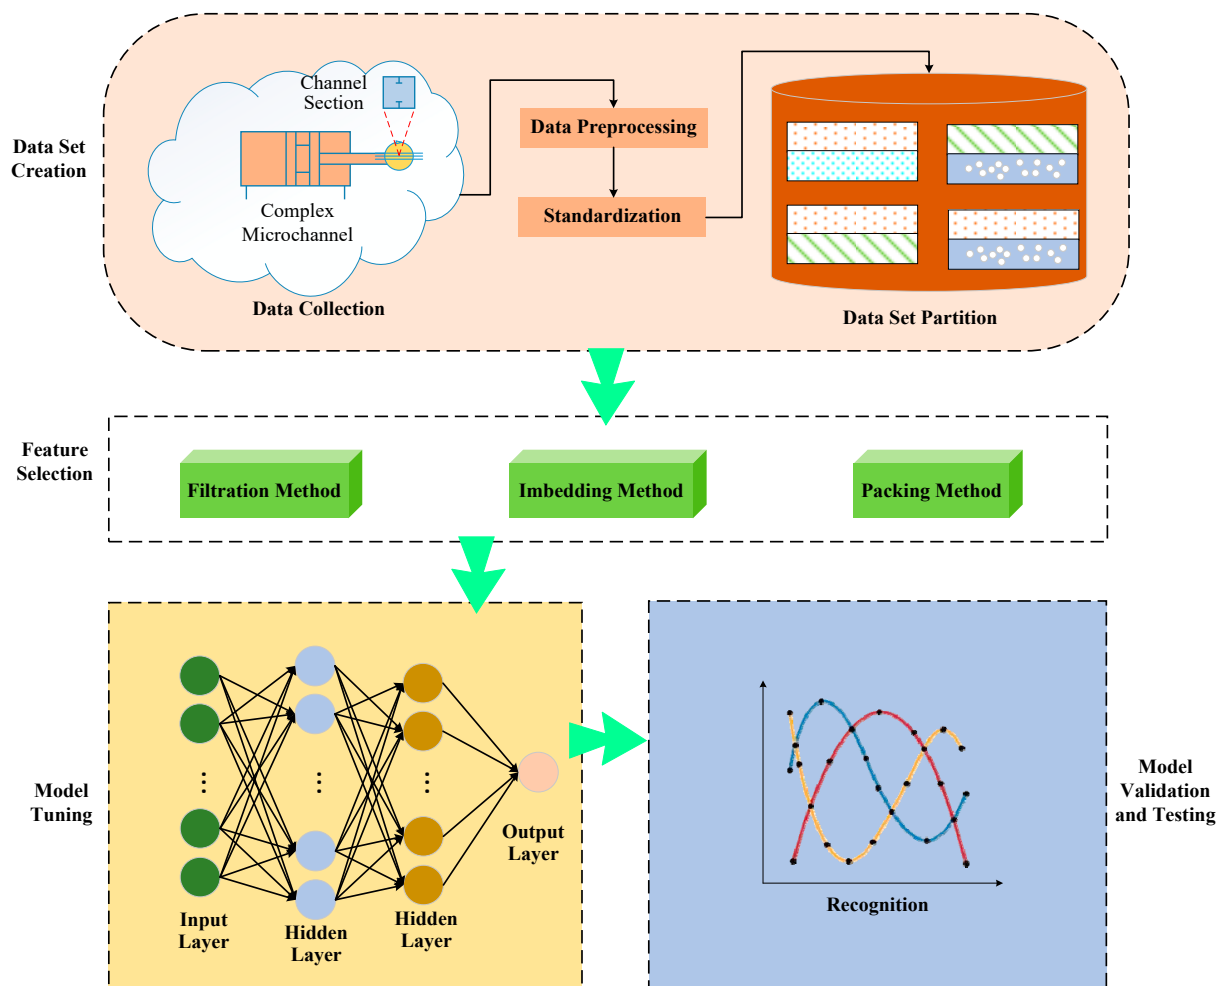 Data Set
Creation
Channel
Section
Complex
Microchannel
Data Collection
Data Preprocessing
Standardization
Data Set Partition
Feature
Selection
Filtration Method
Imbedding Method
Packing Method
Model
Tuning
Input
Layer
Hidden
Layer
Hidden
Layer
Output
Layer
Recognition
Model
Validation
and Testing